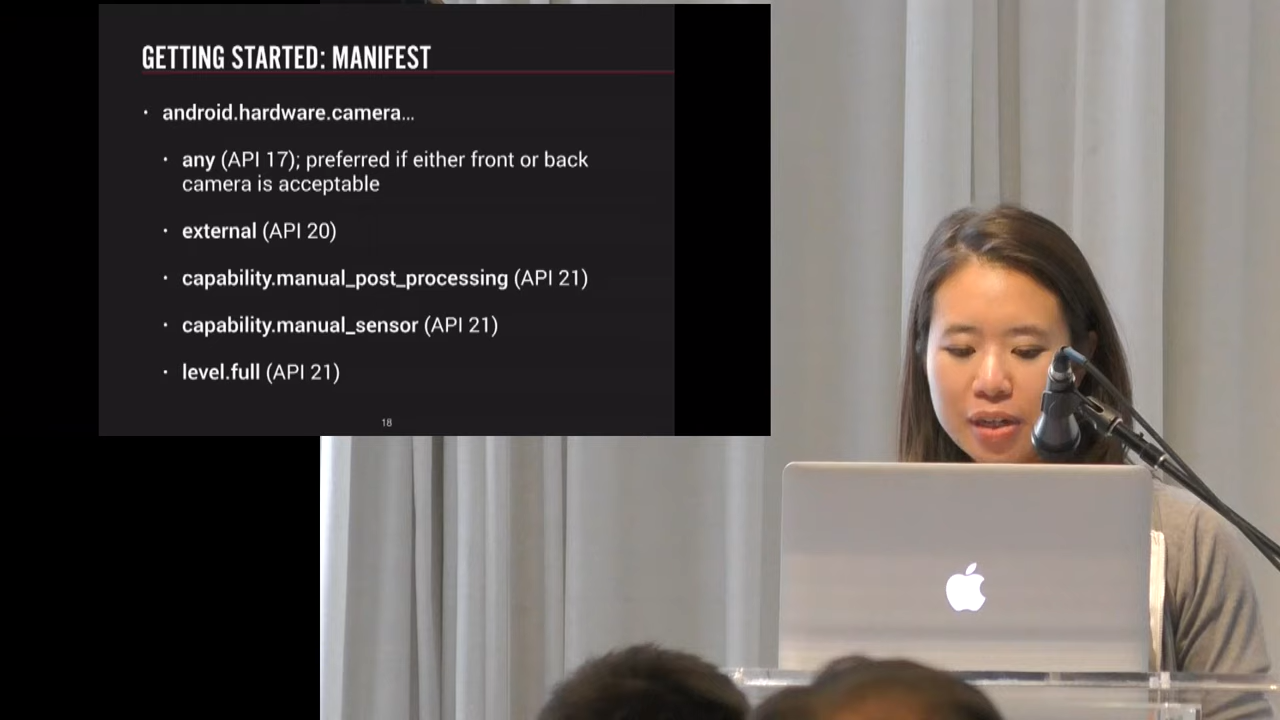 GETTING STARTED: MANIFEST
• android.hardware.camera...
• any (API 17); preferred if either front or back
camera is acceptable
• external (API 20)
• capability.manual_post_processing (API 21)
• capability.manual_sensor (API 21)
• level.full (API 21)
18